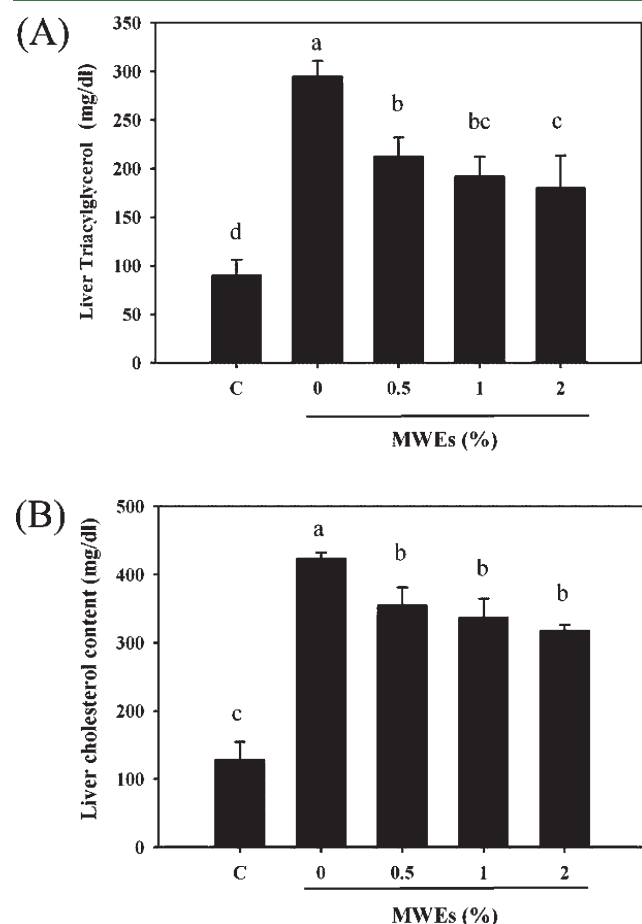 (A)
Liver Triacylglycerol (mg/dl)
350
300
250
200
150
100
50
0
a
b
bc
c
d
C 0 0.5 1 2
MWEs (%)
(B)
Liver cholesterol content (mg/dl)
500
400
300
200
100
0
a
b
b
b
c
C 0 0.5 1 2
MWEs (%)